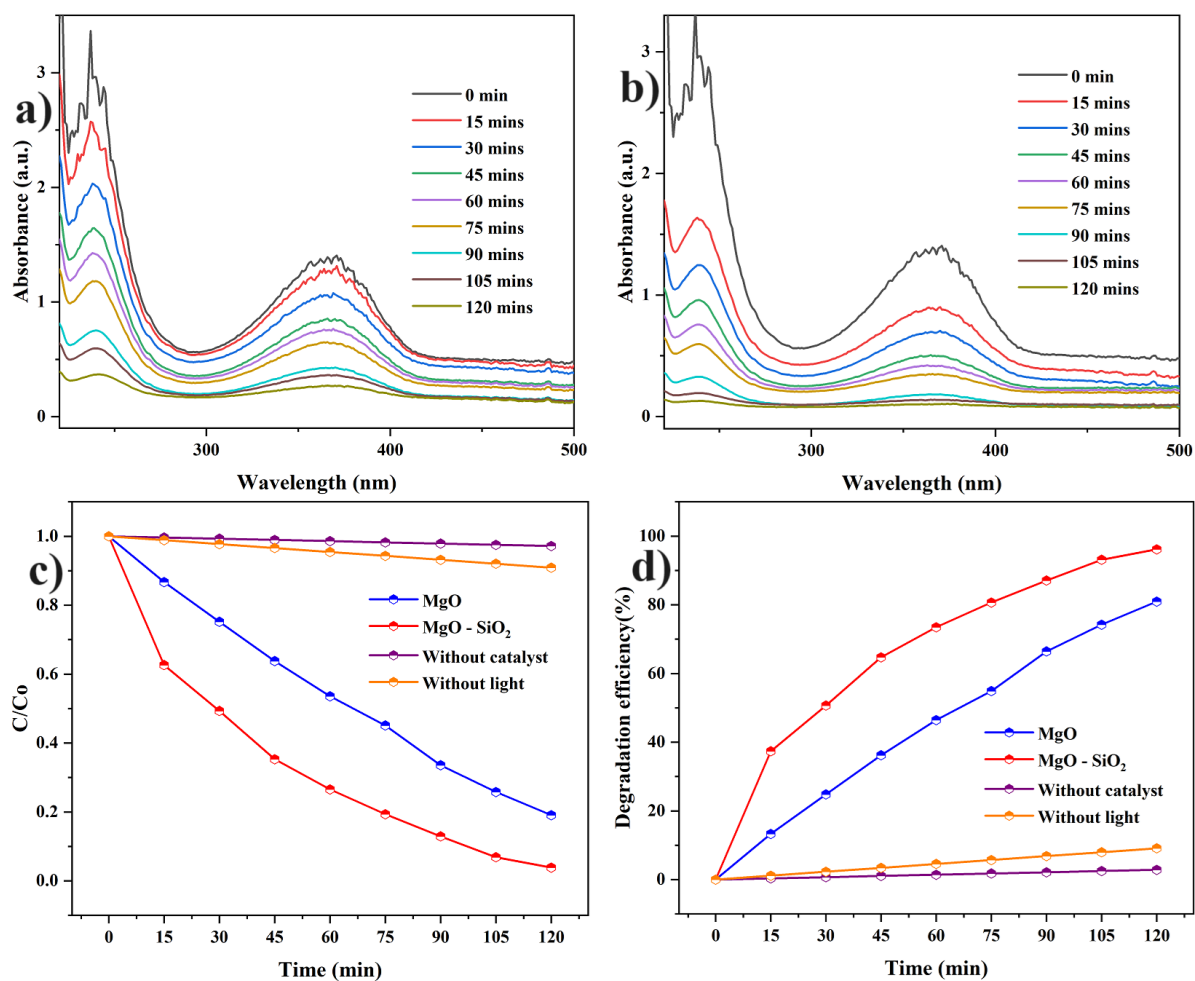 a)
Absorbance (a.u.)
3
2
1
0
0 min
15 mins
30 mins
45 mins
60 mins
75 mins
90 mins
105 mins
120 mins
300
400
500
Wavelength (nm)
b)
Absorbance (a.u.)
3
2
1
0
0 min
15 mins
30 mins
45 mins
60 mins
75 mins
90 mins
105 mins
120 mins
300
400
500
Wavelength (nm)
c)
C/Co
1.0
0.8
0.6
0.4
0.2
0.0
MgO
MgO - SiO₂
Without catalyst
Without light
0 15 30 45 60 75 90 105 120
Time (min)
d)
Degradation efficiency(%)
100
80
60
40
20
0
MgO
MgO - SiO₂
Without catalyst
Without light
0 15 30 45 60 75 90 105 120
Time (min)